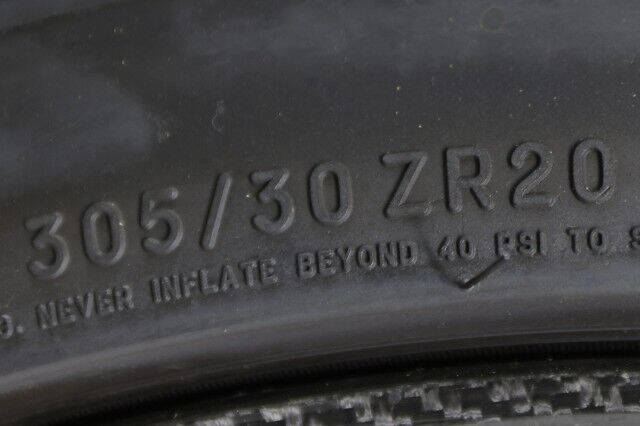 305/30 ZR20
. NEVER INFLATE BEYOND 40 PSI TO